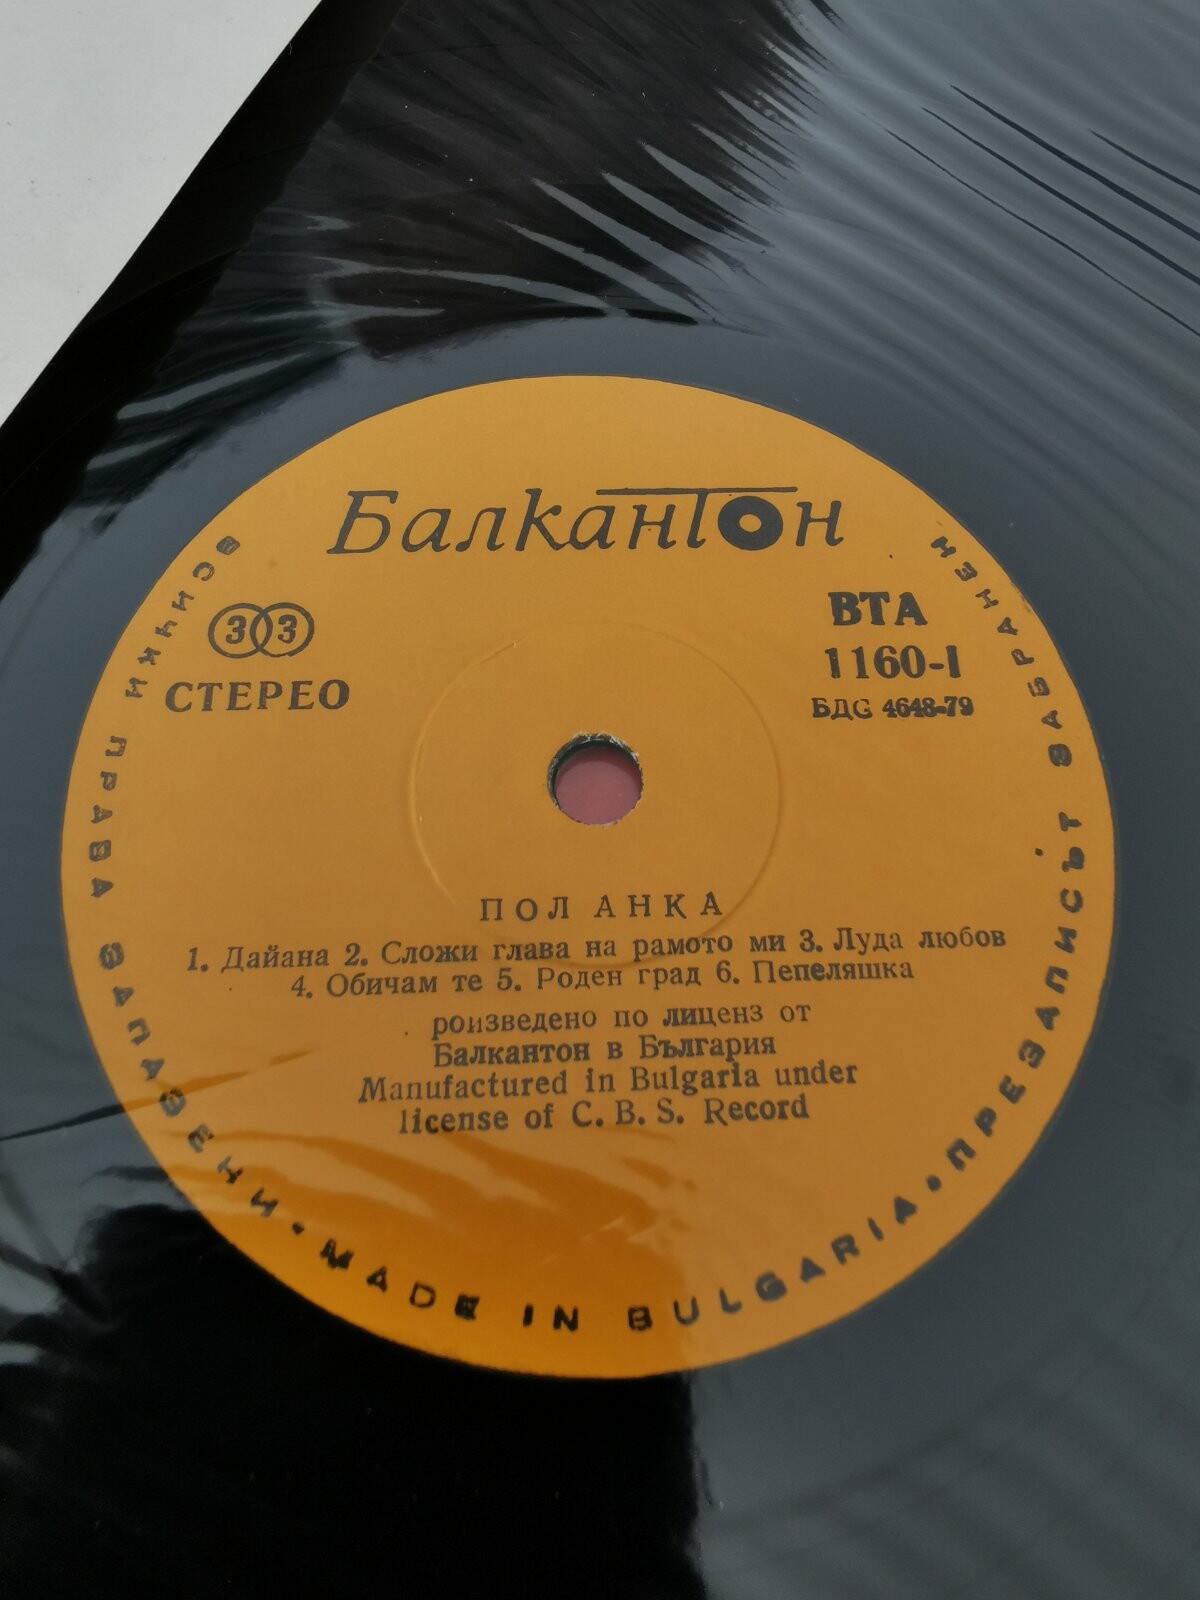 Балкантон
33
СТЕРЕО
ВТА
1160-I
БДС 4648-79
ПОЛ АНКА
1. Дайана 2. Сложи глава на рамото ми 3. Луда любов
4. Обичам те 5. Роден град 6. Пепеляшка
роизведено по лиценз от
Балкантон в България
Manufactured in Bulgaria under
license of C. B. S. Record
ВСИЧКИ ПРАВА ЗАПАЗЕНИ • MADE IN BULGARIA • ПРЕЗАПИСЪТ ЗАБРАНЕН